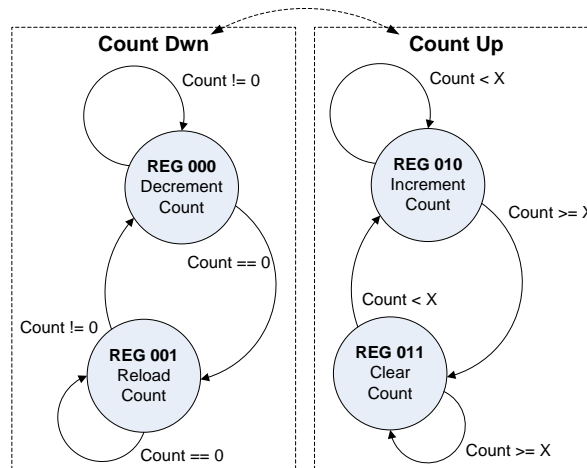 Count Dwn
Count != 0
REG 000
Decrement
Count
Count == 0
Count != 0
REG 001
Reload
Count
Count == 0
Count Up
Count < X
REG 010
Increment
Count
Count >= X
Count < X
REG 011
Clear
Count
Count >= X